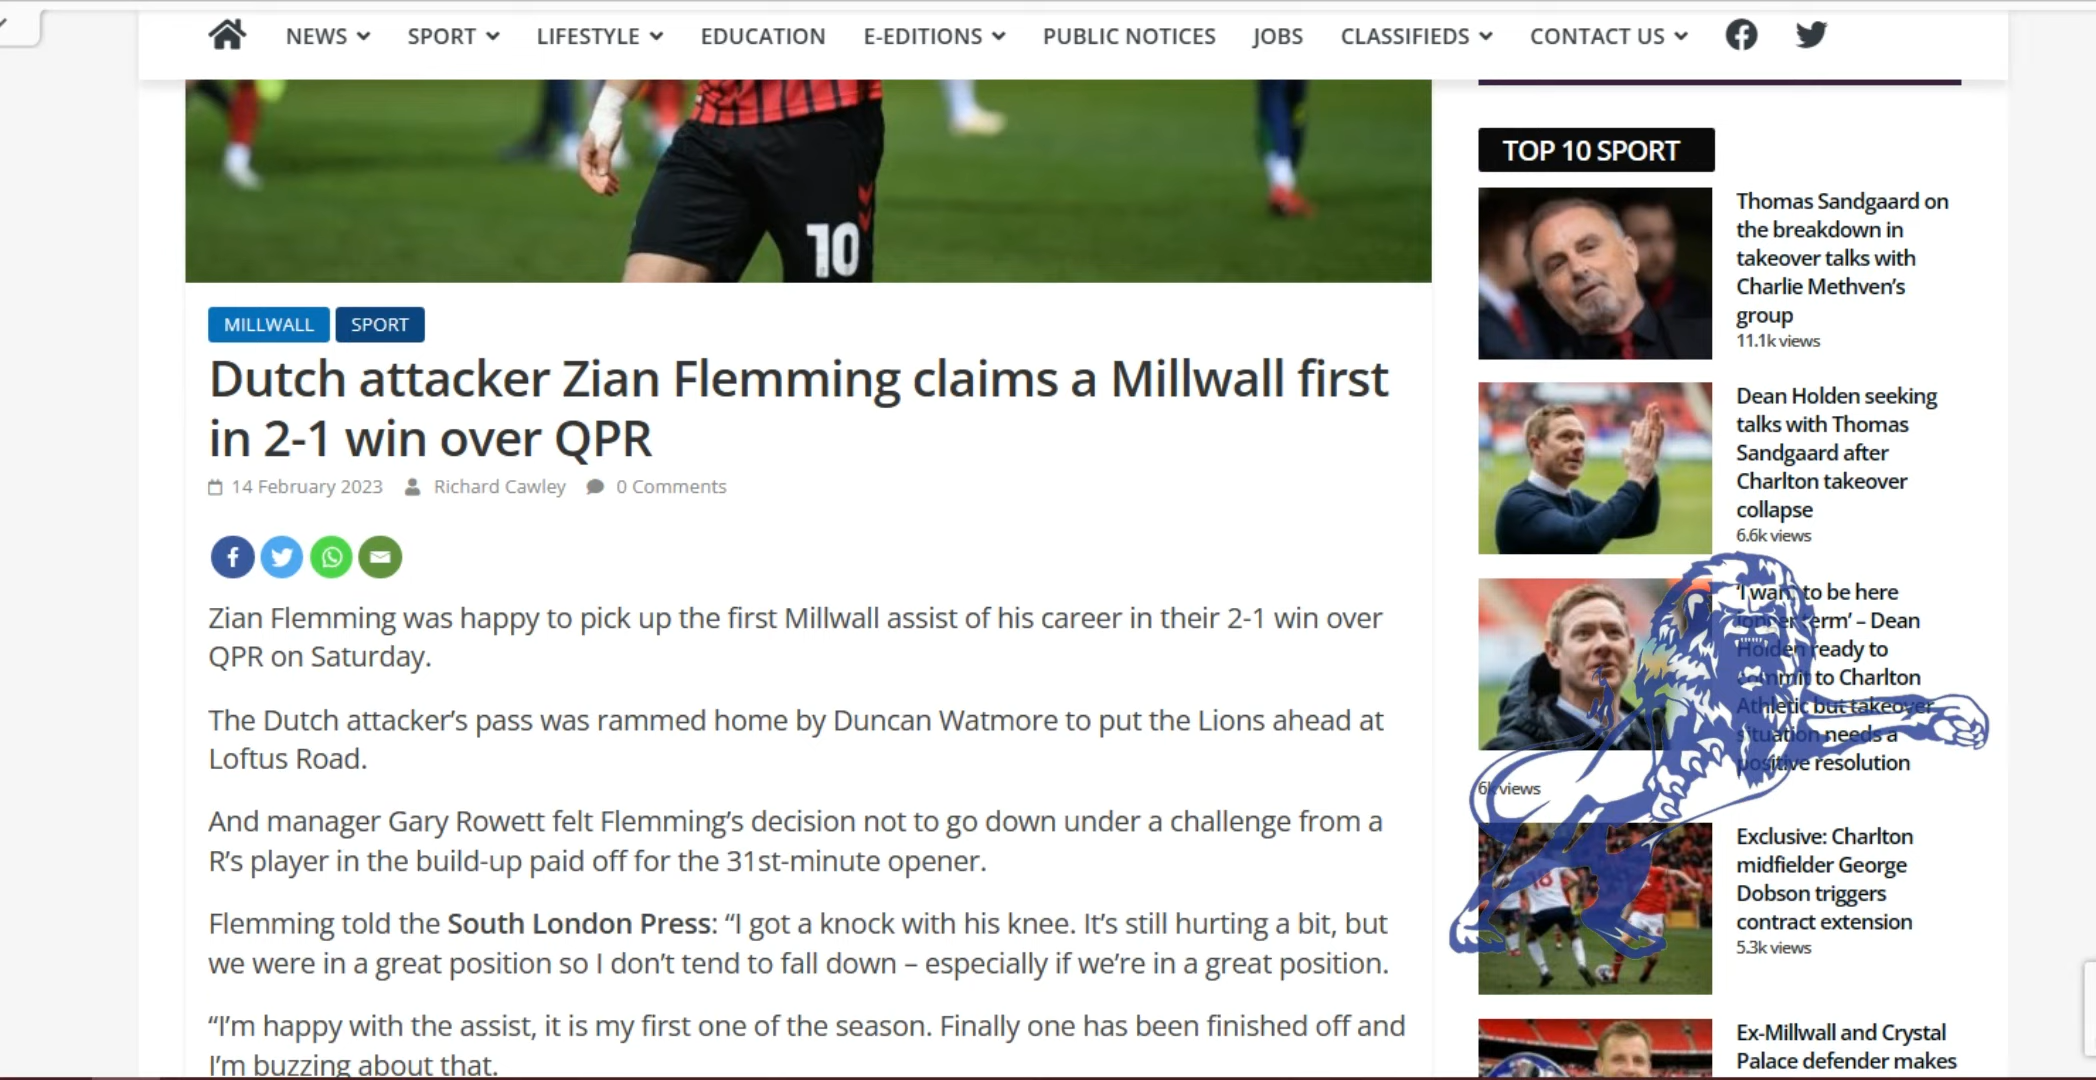 NEWS SPORT LIFESTYLE EDUCATION E-EDITIONS PUBLIC NOTICES JOBS CLASSIFIEDS CONTACT US
10
MILLWALL SPORT
Dutch attacker Zian Flemming claims a Millwall first
in 2-1 win over QPR
14 February 2023 Richard Cawley 0 Comments
Zian Flemming was happy to pick up the first Millwall assist of his career in their 2-1 win over
QPR on Saturday.
The Dutch attacker’s pass was rammed home by Duncan Watmore to put the Lions ahead at
Loftus Road.
And manager Gary Rowett felt Flemming’s decision not to go down under a challenge from a
R’s player in the build-up paid off for the 31st-minute opener.
Flemming told the South London Press: “I got a knock with his knee. It’s still hurting a bit, but
we were in a great position so I don’t tend to fall down – especially if we’re in a great position.
“I’m happy with the assist, it is my first one of the season. Finally one has been finished off and
I’m buzzing about that.
TOP 10 SPORT
Thomas Sandgaard on
the breakdown in
takeover talks with
Charlie Methven’s
group
11.1k views
Dean Holden seeking
talks with Thomas
Sandgaard after
Charlton takeover
collapse
6.6k views
‘I want to be here
longer term’ – Dean
Holden ready to
commit to Charlton
Athletic but takeover
situation needs a
positive resolution
6k views
18
Exclusive: Charlton
midfielder George
Dobson triggers
contract extension
5.3k views
Ex-Millwall and Crystal
Palace defender makes